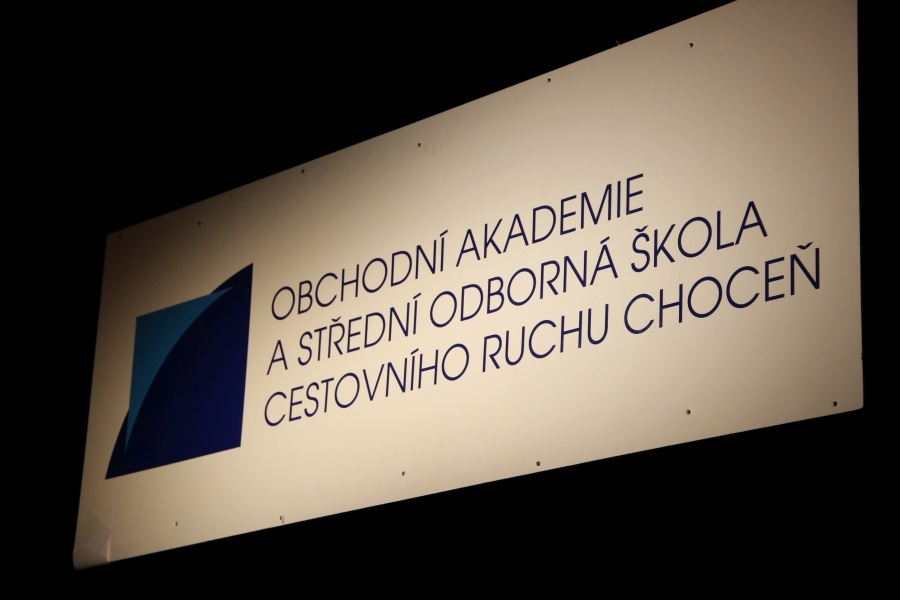 OBCHODNÍ AKADEMIE
A STŘEDNÍ ODBORNÁ ŠKOLA
CESTOVNÍHO RUCHU CHOCEŇ